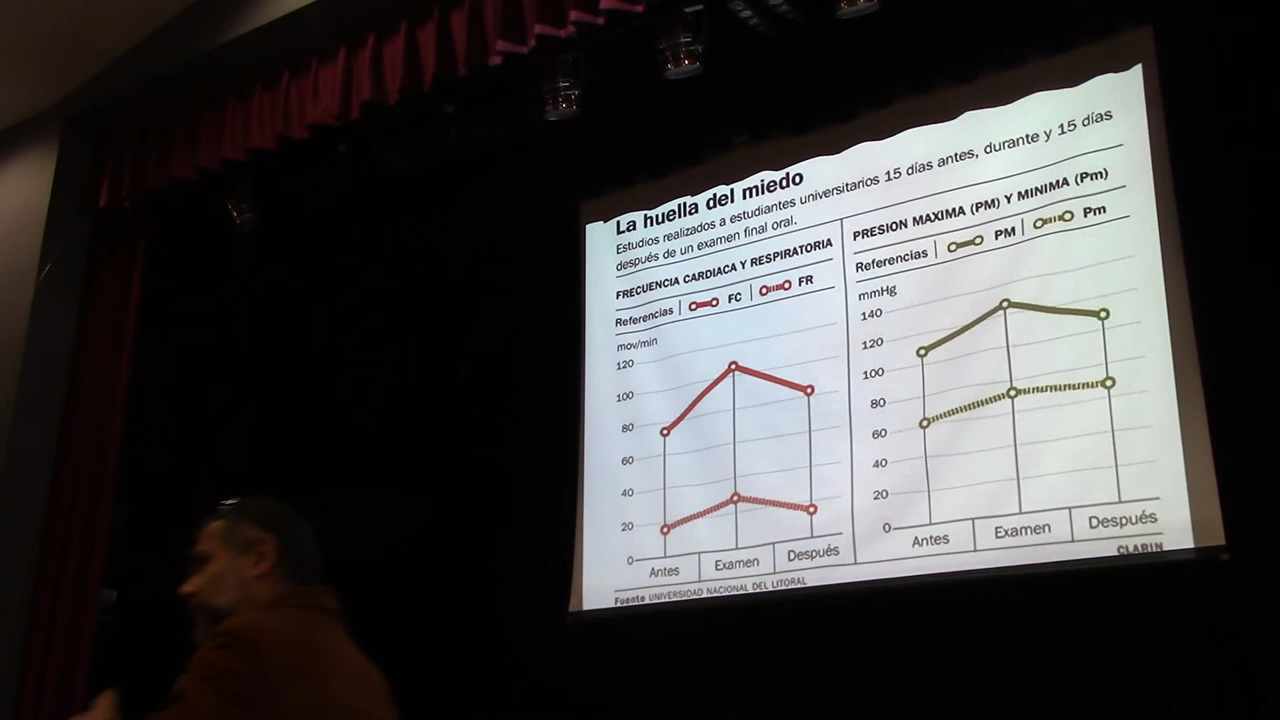 La huella del miedo
Estudios realizados a estudiantes universitarios 15 días antes, durante y 15 días
después de un examen final oral.
FRECUENCIA CARDIACA Y RESPIRATORIA
Referencias FC FR
mov/min
120
100
80
60
40
20
0
Antes Examen Después
PRESION MAXIMA (PM) Y MINIMA (Pm)
Referencias PM Pm
mmHg
140
120
100
80
60
40
20
0
Antes Examen Después
Fuente UNIVERSIDAD NACIONAL DEL LITORAL
CLARIN